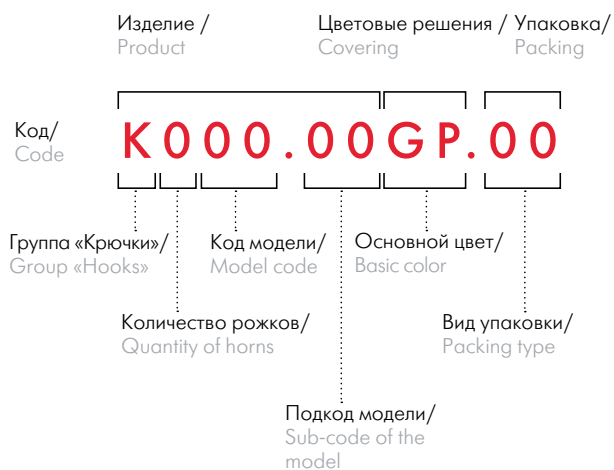 Изделие /
Product
Цветовые решения /
Covering
Упаковка/
Packing
Код/
Code
K000.00GP.00
Группа «Крючки»/
Group «Hooks»
Код модели/
Model code
Основной цвет/
Basic color
Количество рожков/
Quantity of horns
Вид упаковки/
Packing type
Подкод модели/
Sub-code of the
model